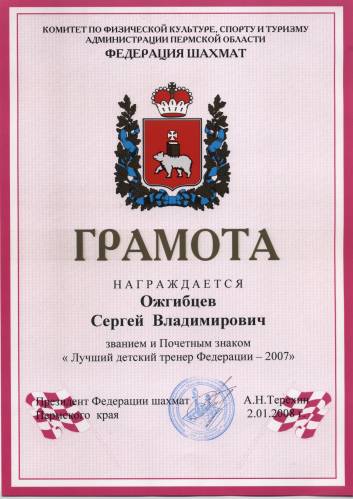 КОМИТЕТ ПО ФИЗИЧЕСКОЙ КУЛЬТУРЕ, СПОРТУ И ТУРИЗМУ
АДМИНИСТРАЦИИ ПЕРМСКОЙ ОБЛАСТИ
ФЕДЕРАЦИЯ ШАХМАТ
ГРАМОТА
НАГРАЖДАЕТСЯ
Ожгибцев
Сергей Владимирович
званием и Почетным знаком
« Лучший детский тренер Федерации – 2007»
Президент Федерации шахмат А.Н.Терехин
Пермского края 2.01.2008 г.